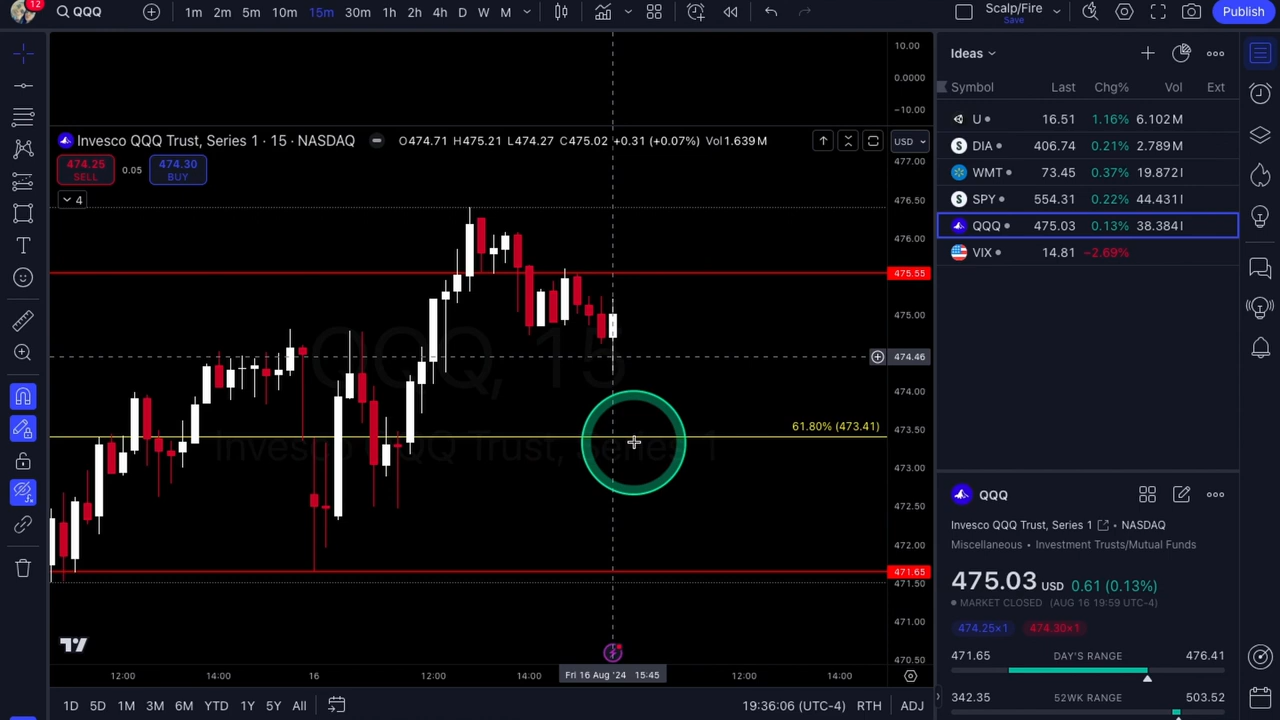 12
QQQ
1m 2m 5m 10m 15m 30m 1h 2h 4h D W M
Scalp/Fire
Save
Publish
10.00
0.0000
−10.00
Invesco QQQ Trust, Series 1 · 15 · NASDAQ
O474.71 H475.21 L474.27 C475.02 +0.31 (+0.07%) Vol1.639M
USD
474.25
SELL
0.05
474.30
BUY
4
477.00
476.50
476.00
475.55
475.00
474.46
474.00
61.80% (473.41)
473.50
473.00
472.50
472.00
471.65
471.50
471.00
470.50
QQQ, 15
Invesco QQQ Trust, Series 1
12:00 14:00 16 12:00 14:00 Fri 16 Aug '24 15:45 12:00 14:00
1D 5D 1M 3M 6M YTD 1Y 5Y All
19:36:06 (UTC-4) RTH ADJ
Ideas
Symbol Last Chg% Vol Ext
U 16.51 1.16% 6.102M
DIA 406.74 0.21% 2.789M
WMT 73.45 0.37% 19.872
SPY 554.31 0.22% 44.431
QQQ 475.03 0.13% 38.384
VIX 14.81 −2.69%
QQQ
Invesco QQQ Trust, Series 1 • NASDAQ
Miscellaneous • Investment Trusts/Mutual Funds
475.03 USD 0.61 (0.13%)
MARKET CLOSED (AUG 16 19:59 UTC-4)
474.25×1 474.30×1
471.65 DAY'S RANGE 476.41
342.35 52WK RANGE 503.52